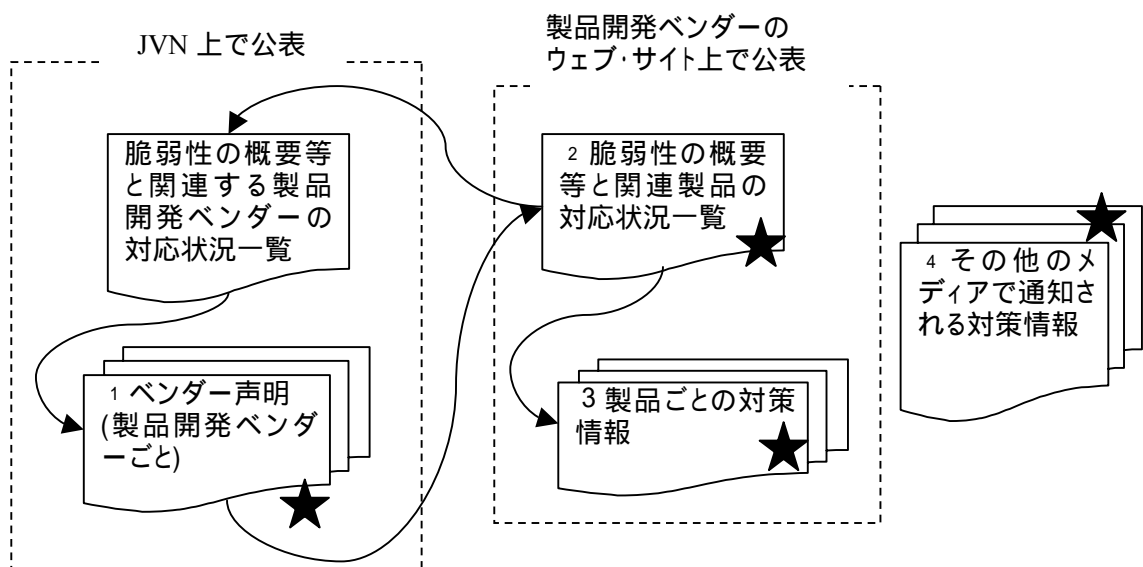 JVN 上で公表
脆弱性の概要等
と関連する製品
開発ベンダーの
対応状況一覧
1 ベンダー声明
(製品開発ベンダ
ーごと)
製品開発ベンダーの
ウェブ・サイト上で公表
2 脆弱性の概要
等と関連製品の
対応状況一覧
3 製品ごとの対策
情報
4 その他のメ
ディアで通知さ
れる対策情報